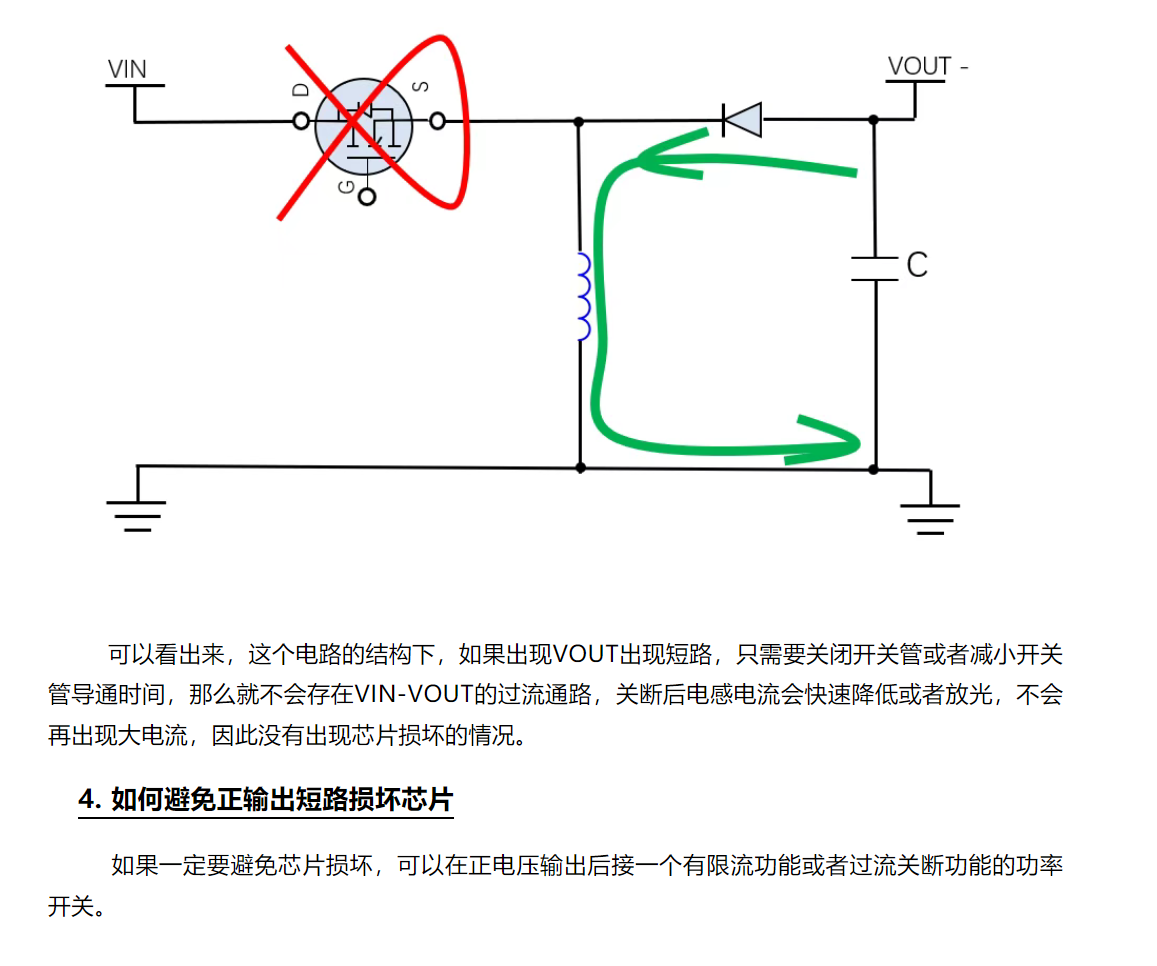 VIN
VOUT -
D
S
G
C
可以看出来，这个电路的结构下，如果出现VOUT出现短路，只需要关闭开关管或者减小开关
管导通时间，那么就不会存在VIN-VOUT的过流通路，关断后电感电流会快速降低或者放光，不会
再出现大电流，因此没有出现芯片损坏的情况。
4. 如何避免正输出短路损坏芯片
如果一定要避免芯片损坏，可以在正电压输出后接一个有限流功能或者过流关断功能的功率
开关。